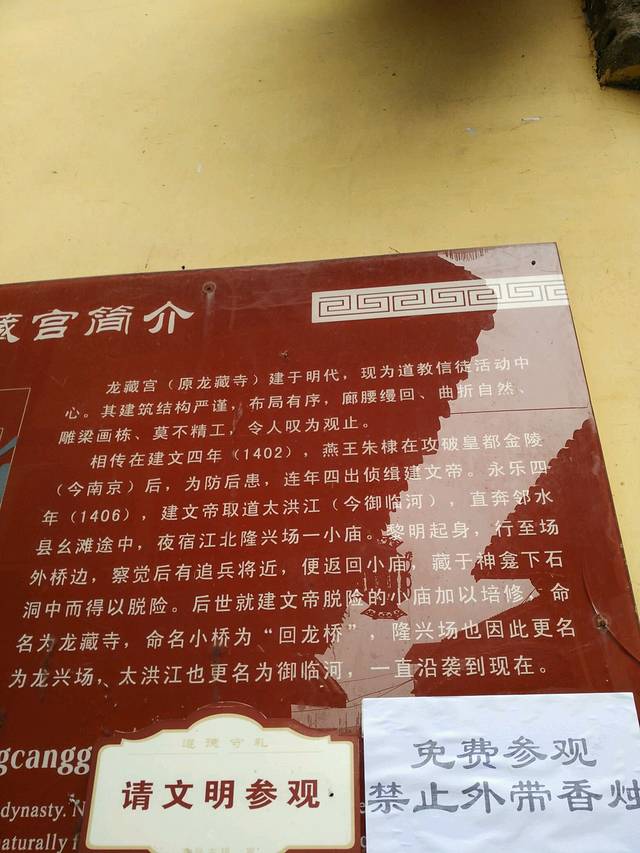 藏宫简介
龙藏宫（原龙藏寺）建于明代，现为道教信徒活动中
心。其建筑结构严谨，布局有序，廊腰缦回、曲折自然、
雕梁画栋、莫不精工，令人叹为观止。
相传在建文四年（1402），燕王朱棣在攻破皇都金陵
（今南京）后，为防后患，连年四出侦缉建文帝。永乐四
年（1406），建文帝取道太洪江（今御临河），直奔邻水
县幺滩途中，夜宿江北隆兴场一小庙。黎明起身，行至场
外桥边，察觉后有追兵将近，便返回小庙，藏于神龛下石
洞中而得以脱险。后世就建文帝脱险的小庙加以培修，命
名为龙藏寺，命名小桥为“回龙桥”，隆兴场也因此更名
为龙兴场，太洪江也更名为御临河，一直沿袭到现在。
gcangg
dynasty. N
naturally f
道德守礼
请文明参观
免费参观
禁止外带香烛